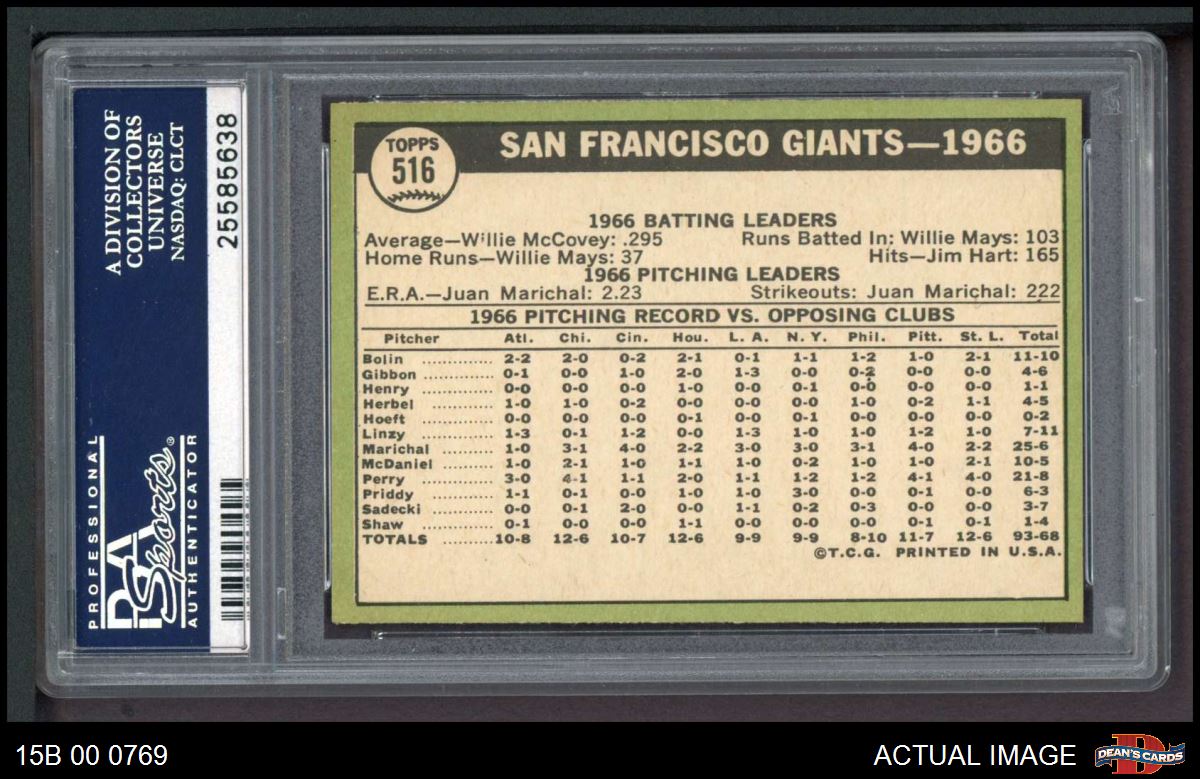 A DIVISION OF
COLLECTORS
UNIVERSE
NASDAQ: CLCT
25585638
PROFESSIONAL
PSA
Sports®
AUTHENTICATOR
TOPPS
516
SAN FRANCISCO GIANTS—1966
1966 BATTING LEADERS
Average—Willie McCovey: .295 Runs Batted In: Willie Mays: 103
Home Runs—Willie Mays: 37 Hits—Jim Hart: 165
1966 PITCHING LEADERS
E.R.A.—Juan Marichal: 2.23 Strikeouts: Juan Marichal: 222
1966 PITCHING RECORD VS. OPPOSING CLUBS
Pitcher Atl. Chi. Cin. Hou. L. A. N. Y. Phil. Pitt. St. L. Total
Bolin ............. 2-2 2-0 0-2 2-1 0-1 1-1 1-2 1-0 2-1 11-10
Gibbon ............. 0-1 0-0 1-0 2-0 1-3 0-0 0-2 0-0 0-0 4-6
Henry ............. 0-0 0-0 0-0 1-0 0-0 0-1 0-0 0-0 0-0 1-1
Herbel ............. 1-0 1-0 0-2 0-0 0-0 0-0 1-0 0-2 1-1 4-5
Hoeft ............. 0-0 0-0 0-0 0-1 0-0 0-1 0-0 0-0 0-0 0-2
Linzy ............. 1-3 0-1 1-2 0-0 1-3 1-0 1-0 1-2 1-0 7-11
Marichal .......... 1-0 3-1 4-0 2-2 3-0 3-0 3-1 4-0 2-2 25-6
McDaniel .......... 1-0 2-1 1-0 1-1 1-0 0-2 1-0 1-0 2-1 10-5
Perry ............. 3-0 4-1 1-1 2-0 1-1 1-2 1-2 4-1 4-0 21-8
Priddy ............. 1-1 0-1 0-0 1-0 1-0 3-0 0-0 0-1 0-0 6-3
Sadecki ............ 0-0 0-1 2-0 0-0 1-1 0-2 0-3 0-0 0-0 3-7
Shaw ............. 0-1 0-0 0-0 1-1 0-0 0-0 0-0 0-1 0-1 1-4
TOTALS ............ 10-8 12-6 10-7 12-6 9-9 9-9 8-10 11-7 12-6 93-68
©T.C.G. PRINTED IN U.S.A.
15B 00 0769
ACTUAL IMAGE
DEAN'S CARDS